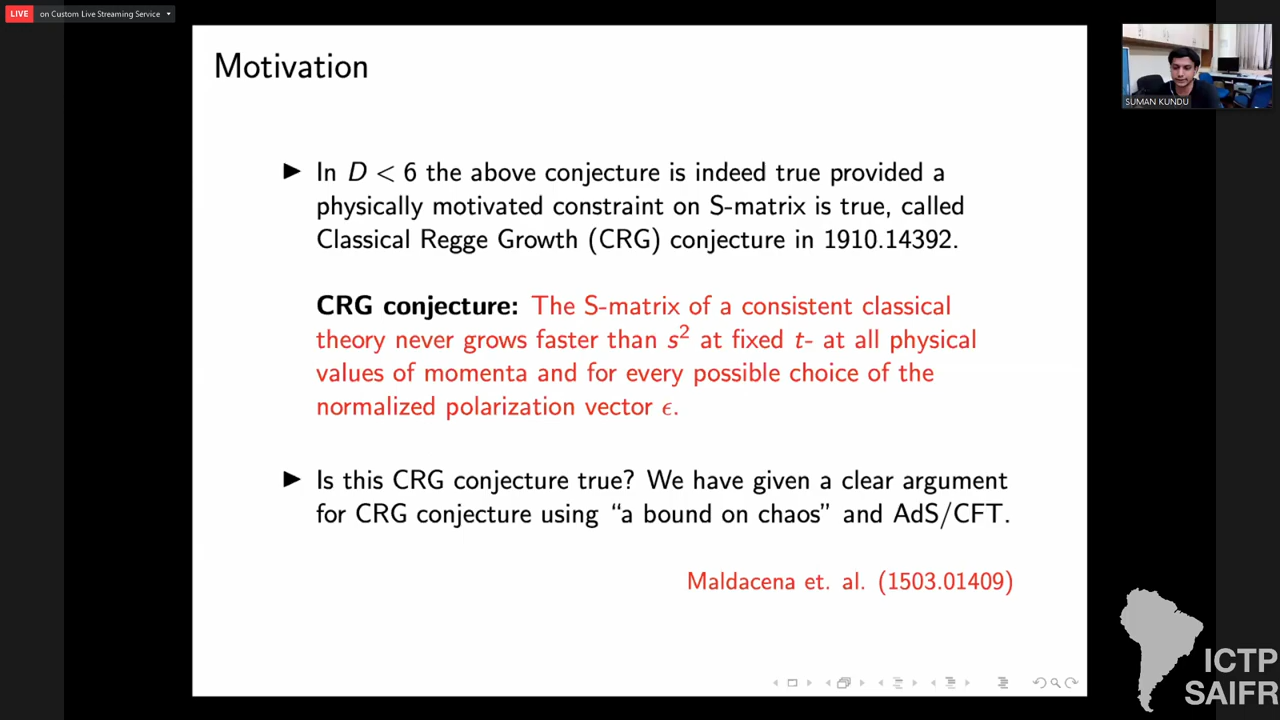 LIVE on Custom Live Streaming Service
Motivation
SUMAN KUNDU
▶ In D < 6 the above conjecture is indeed true provided a
physically motivated constraint on S-matrix is true, called
Classical Regge Growth (CRG) conjecture in 1910.14392.
CRG conjecture: The S-matrix of a consistent classical
theory never grows faster than s² at fixed t- at all physical
values of momenta and for every possible choice of the
normalized polarization vector ϵ.
▶ Is this CRG conjecture true? We have given a clear argument
for CRG conjecture using “a bound on chaos” and AdS/CFT.
Maldacena et. al. (1503.01409)
ICTP
SAIFR